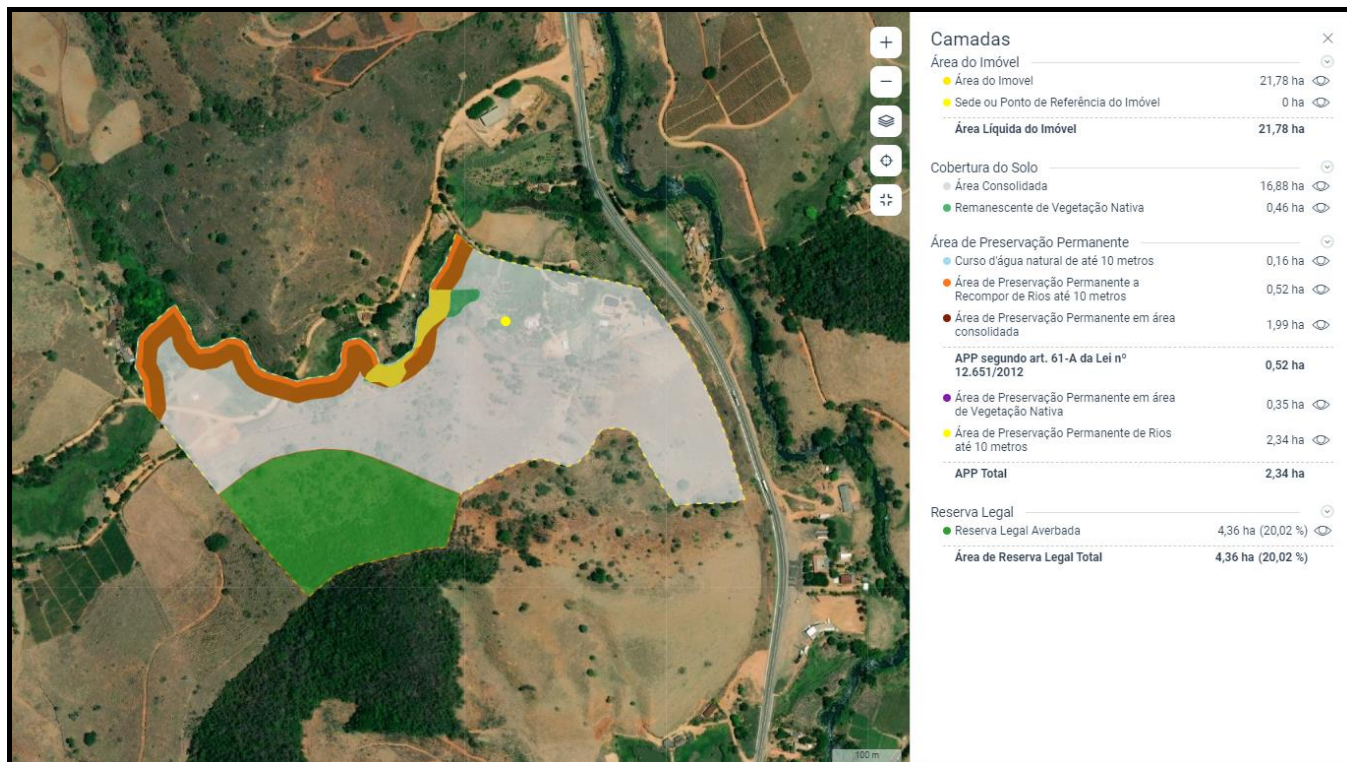 Camadas
Área do Imóvel
Área do Imovel 21,78 ha
Sede ou Ponto de Referência do Imóvel 0 ha
Área Líquida do Imóvel 21,78 ha
Cobertura do Solo
Área Consolidada 16,88 ha
Remanescente de Vegetação Nativa 0,46 ha
Área de Preservação Permanente
Curso d'água natural de até 10 metros 0,16 ha
Área de Preservação Permanente a
Recompor de Rios até 10 metros 0,52 ha
Área de Preservação Permanente em área
consolidada 1,99 ha
APP segundo art. 61-A da Lei nº
12.651/2012 0,52 ha
Área de Preservação Permanente em área
de Vegetação Nativa 0,35 ha
Área de Preservação Permanente de Rios
até 10 metros 2,34 ha
APP Total 2,34 ha
Reserva Legal
Reserva Legal Averbada 4,36 ha (20,02 %)
Área de Reserva Legal Total 4,36 ha (20,02 %)
100 m